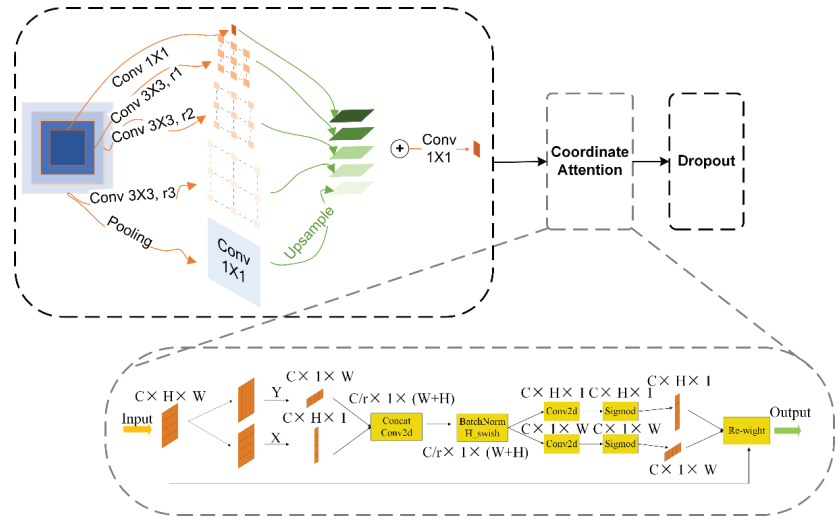 Conv 1X1
Conv 3X3, r1
Conv 3X3, r2
Conv 3X3, r3
Pooling
Conv
1X1
Upsample
+
Conv
1X1
Coordinate
Attention
Dropout
Input
C× H× W
Y
X
C× 1× W
C× H× 1
C/r× 1× (W+H)
Concat
Conv2d
BatchNorm
H_swish
C/r× 1× (W+H)
C× H× 1
C× H× 1
Conv2d
Sigmod
C× 1× W
C× 1× W
Conv2d
Sigmod
C× H× 1
C× 1× W
Re-wight
Output